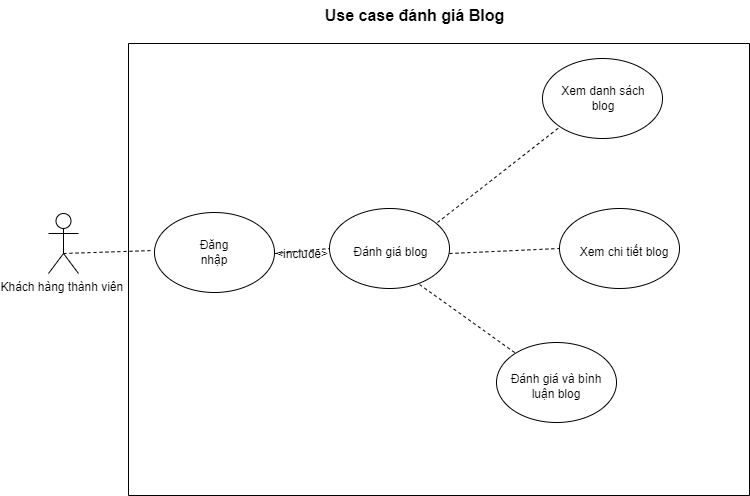 Use case đánh giá Blog
Xem danh sách
blog
Đăng
nhập
<include>
Đánh giá blog
Xem chi tiết blog
Khách hàng thành viên
Đánh giá và bình
luận blog